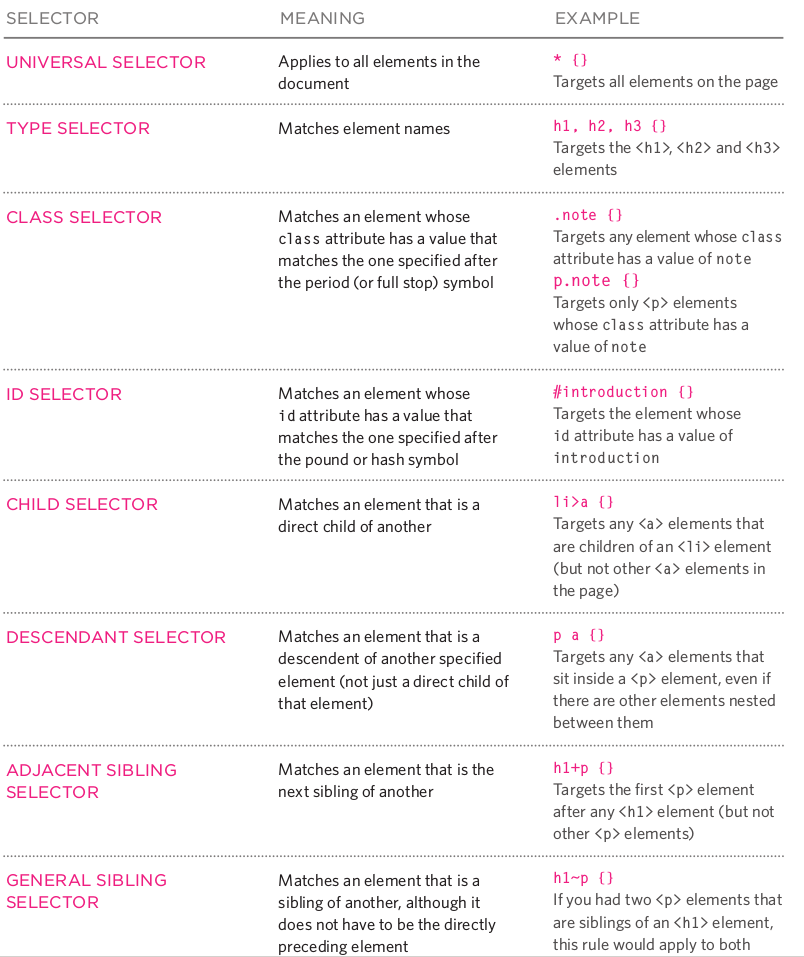 SELECTOR MEANING EXAMPLE
UNIVERSAL SELECTOR
Applies to all elements in the
document
* {}
Targets all elements on the page
TYPE SELECTOR
Matches element names
h1, h2, h3 {}
Targets the <h1>, <h2> and <h3>
elements
CLASS SELECTOR
Matches an element whose
class attribute has a value that
matches the one specified after
the period (or full stop) symbol
.note {}
Targets any element whose class
attribute has a value of note
p.note {}
Targets only <p> elements
whose class attribute has a
value of note
ID SELECTOR
Matches an element whose
id attribute has a value that
matches the one specified after
the pound or hash symbol
#introduction {}
Targets the element whose
id attribute has a value of
introduction
CHILD SELECTOR
Matches an element that is a
direct child of another
li>a {}
Targets any <a> elements that
are children of an <li> element
(but not other <a> elements in
the page)
DESCENDANT SELECTOR
Matches an element that is a
descendent of another specified
element (not just a direct child of
that element)
p a {}
Targets any <a> elements that
sit inside a <p> element, even if
there are other elements nested
between them
ADJACENT SIBLING
SELECTOR
Matches an element that is the
next sibling of another
h1+p {}
Targets the first <p> element
after any <h1> element (but not
other <p> elements)
GENERAL SIBLING
SELECTOR
Matches an element that is a
sibling of another, although it
does not have to be the directly
preceding element
h1~p {}
If you had two <p> elements that
are siblings of an <h1> element,
this rule would apply to both